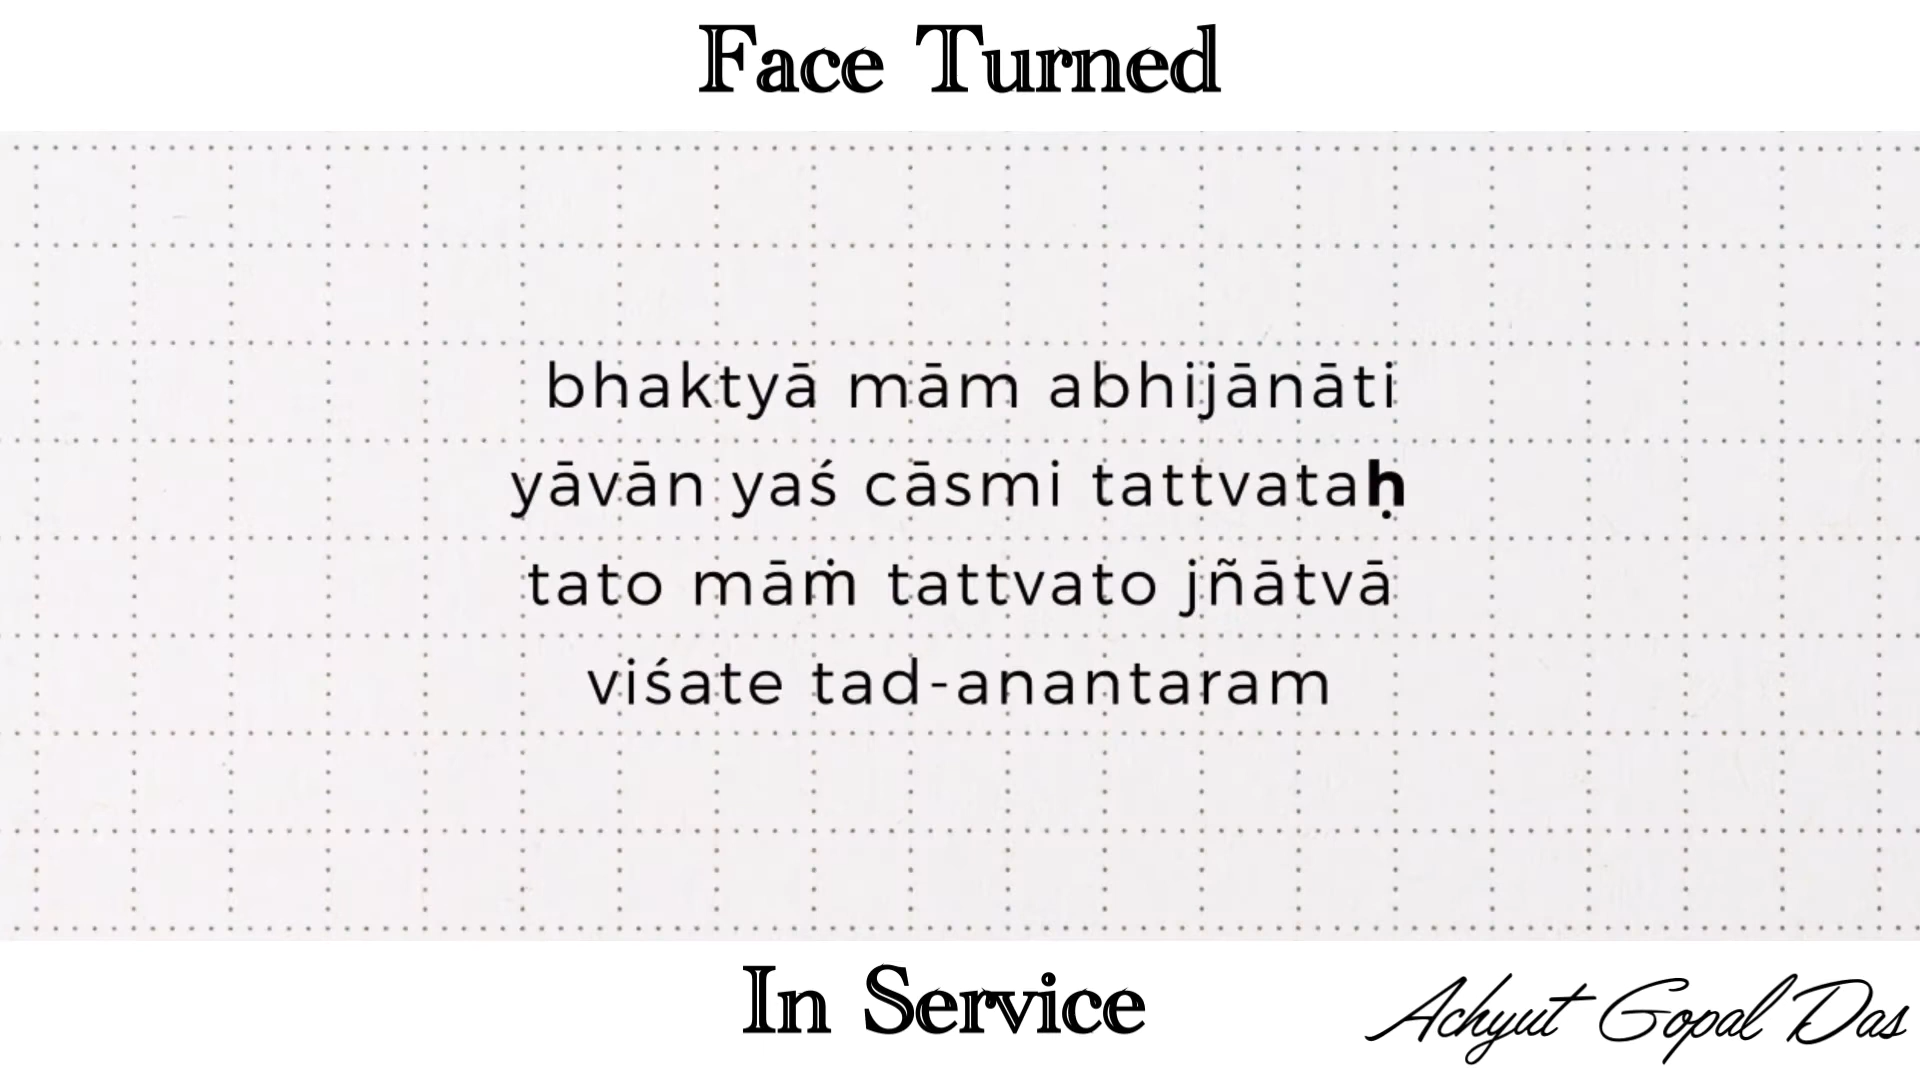 Face Turned
bhaktyā mām abhijānāti
yāvān yaś cāsmi tattvataḥ
tato māṁ tattvato jñātvā
viśate tad-anantaram
In Service
Achyut Gopal Das